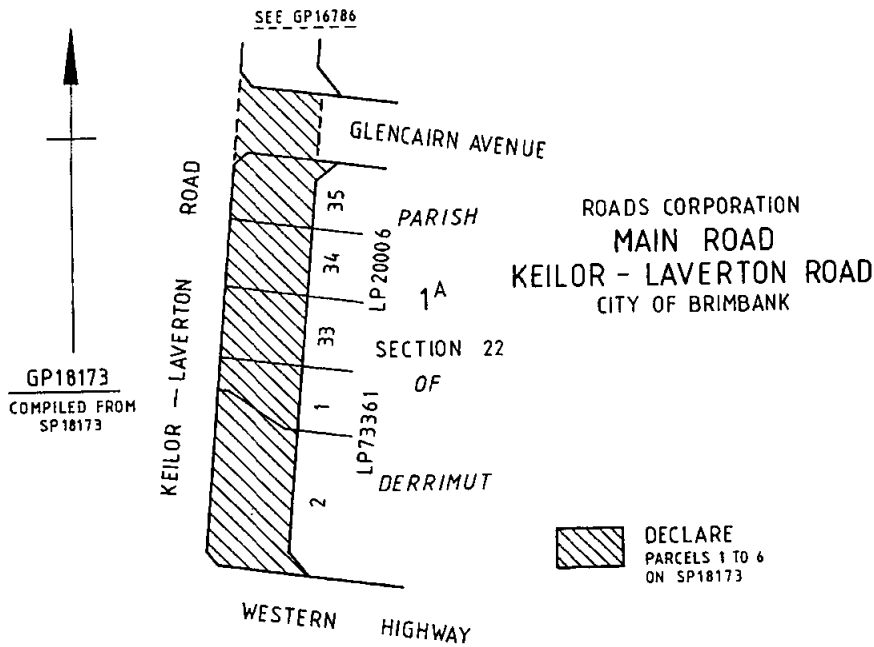 SEE GP16786
GLENCAIRN AVENUE
KEILOR - LAVERTON ROAD
35
PARISH
34
LP20006
1A
33
SECTION 22
OF
1
LP73361
2
DERRIMUT
WESTERN HIGHWAY
GP18173
COMPILED FROM
SP18173
ROADS CORPORATION
MAIN ROAD
KEILOR - LAVERTON ROAD
CITY OF BRIMBANK
DECLARE
PARCELS 1 TO 6
ON SP18173